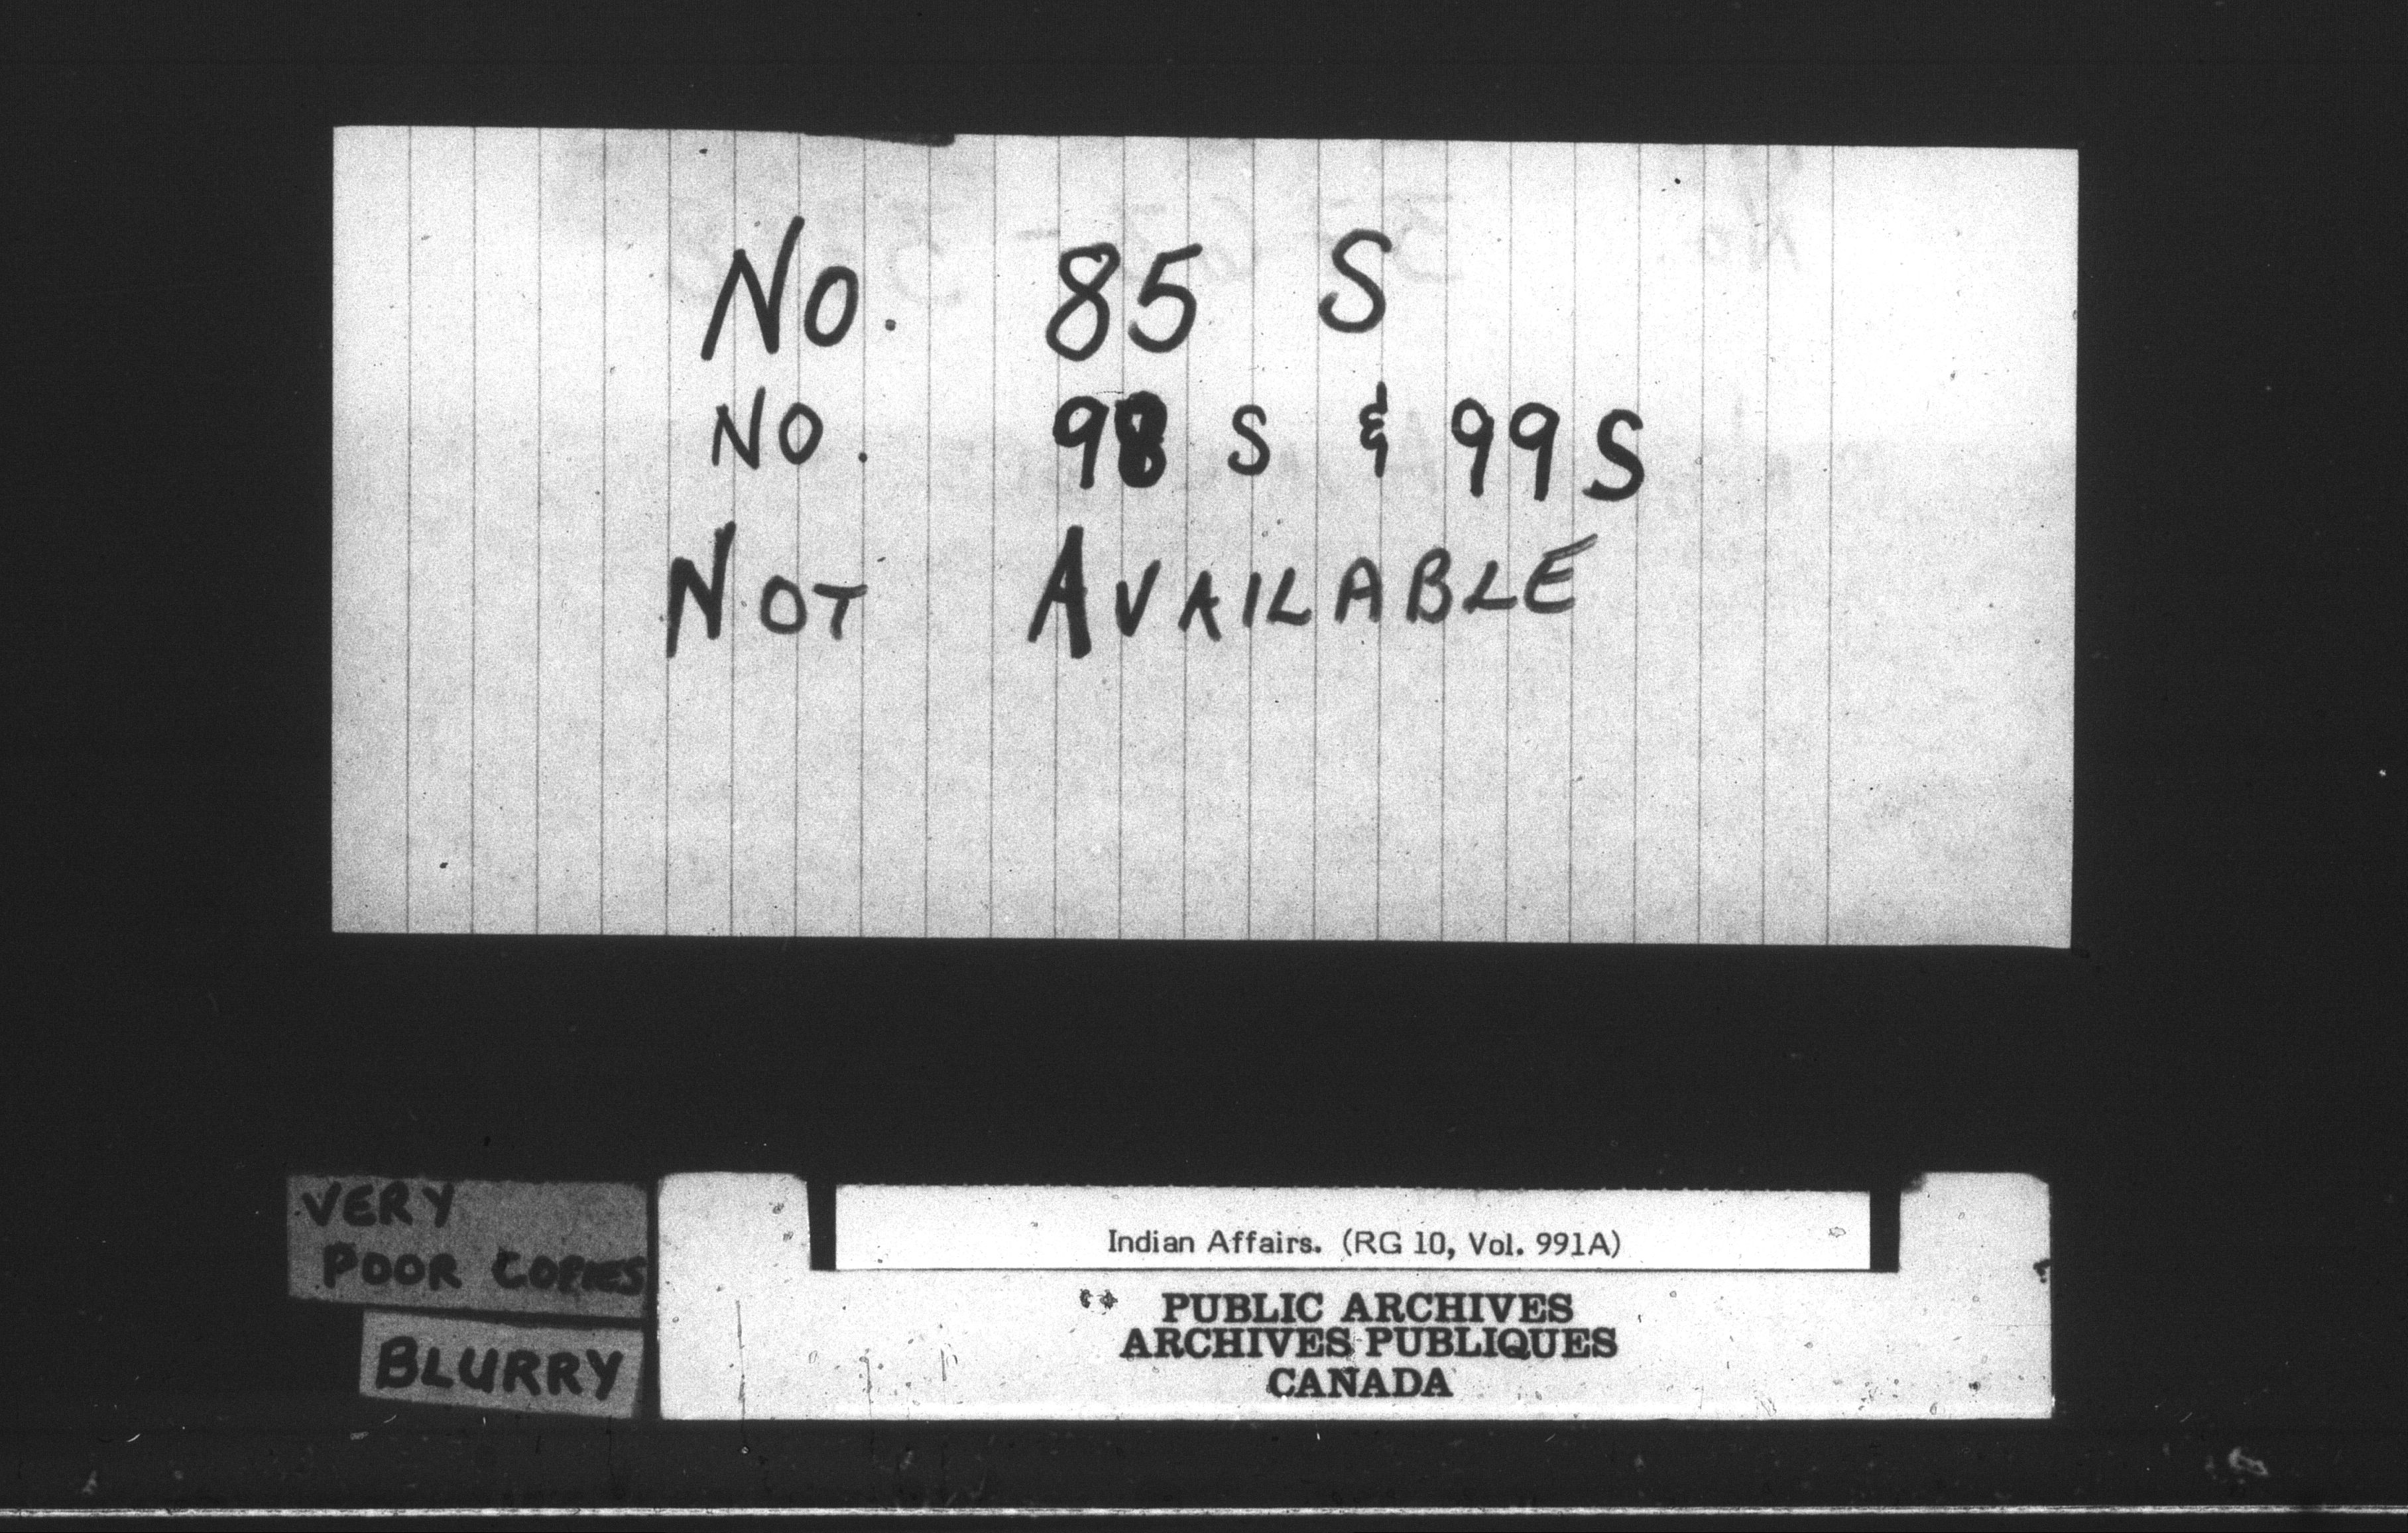 No. 85 S
NO. 98 S & 99 S
NOT AVAILABLE
VERY
POOR COPIES
BLURRY
Indian Affairs. (RG 10, Vol. 991A)
PUBLIC ARCHIVES
ARCHIVES PUBLIQUES
CANADA